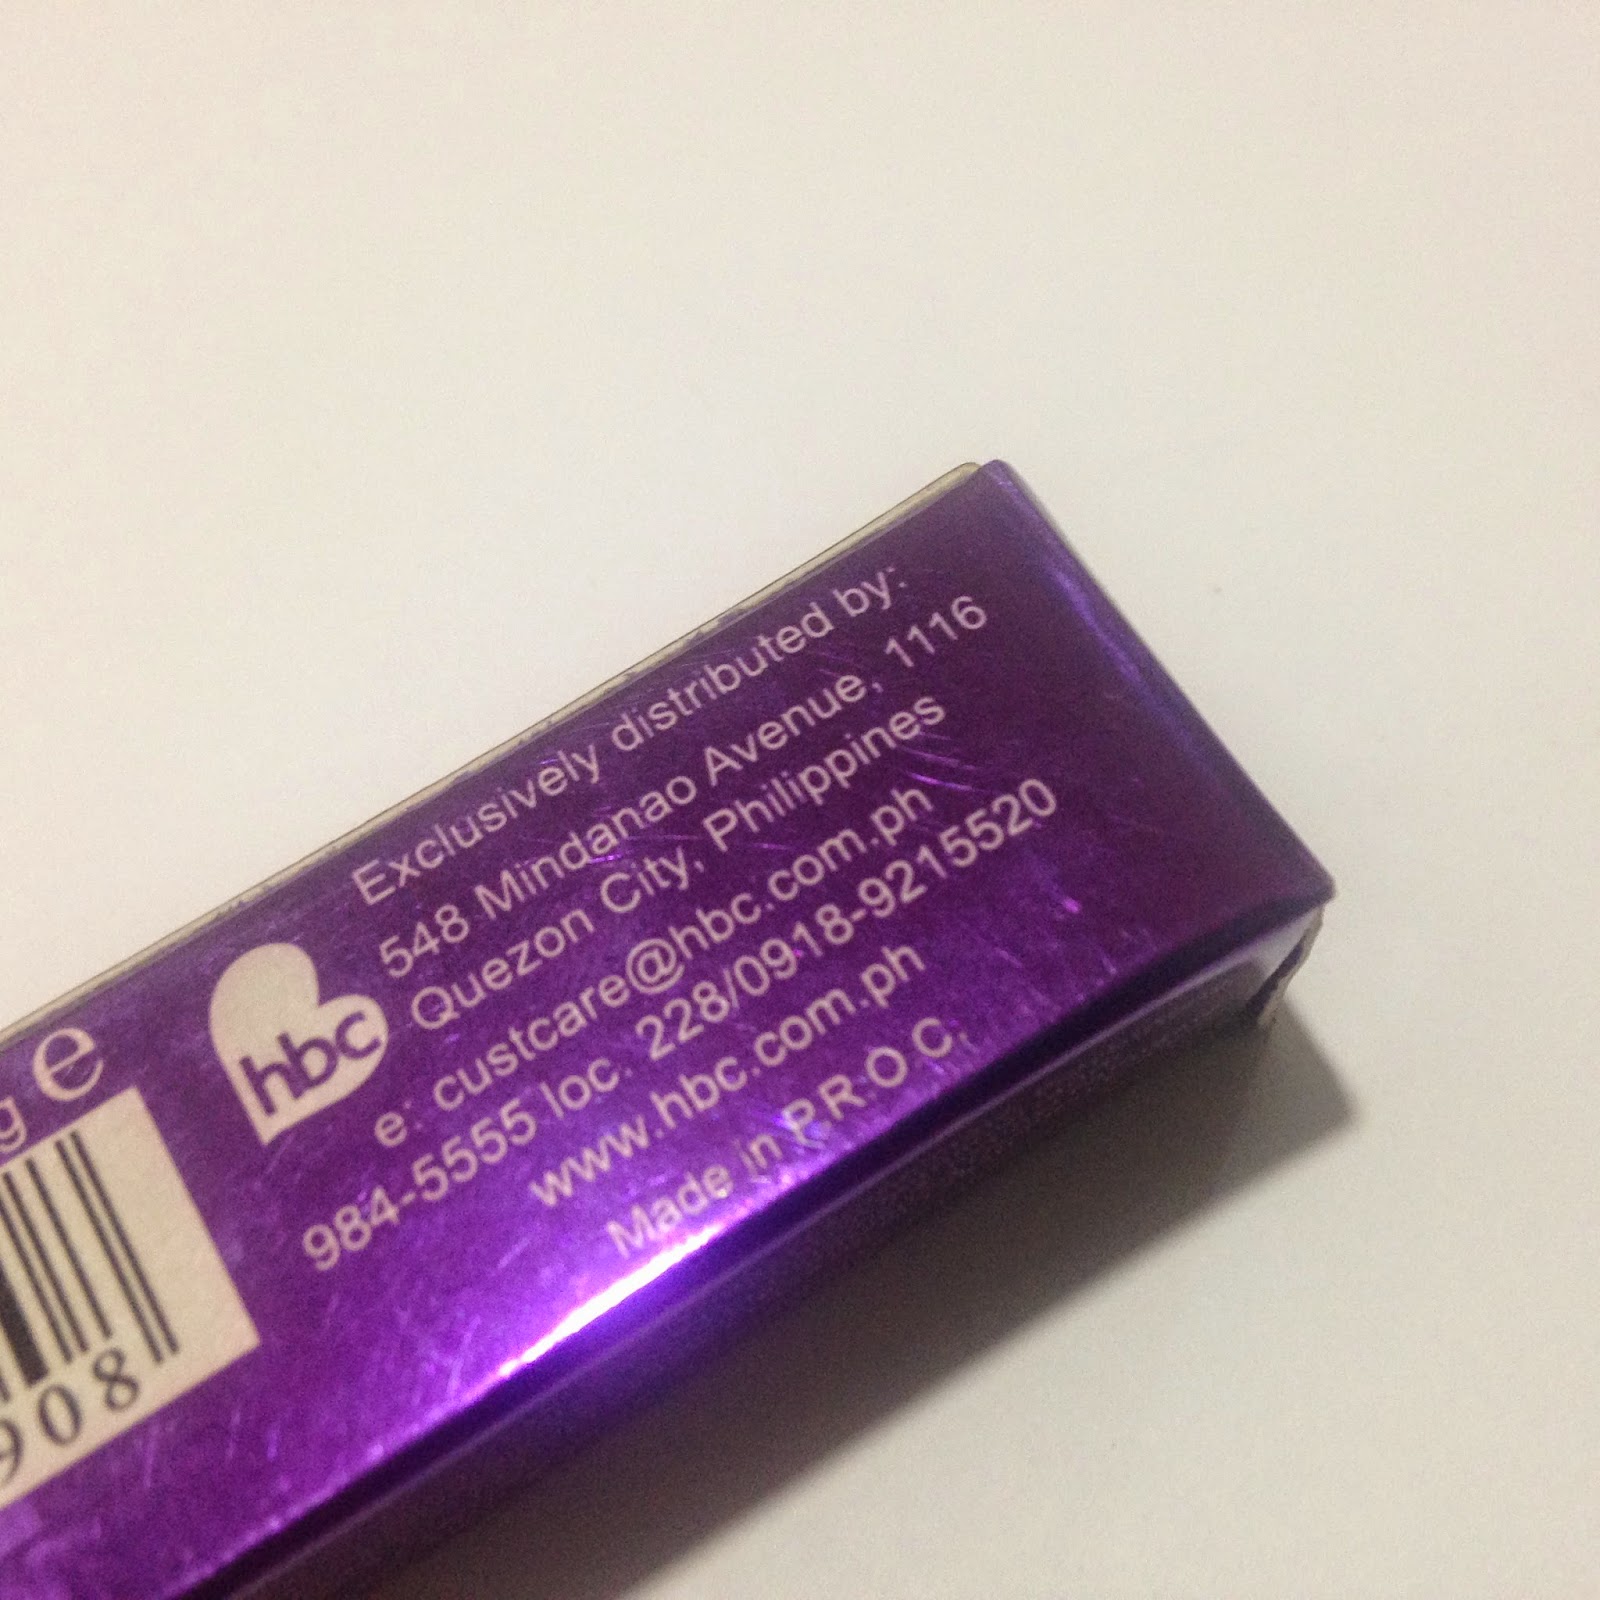 g e
908
hbc
Exclusively distributed by:
548 Mindanao Avenue, 1116
Quezon City, Philippines
e: custcare@hbc.com.ph
984-5555 loc. 228/0918-9215520
www.hbc.com.ph
Made in P.R.O.C.